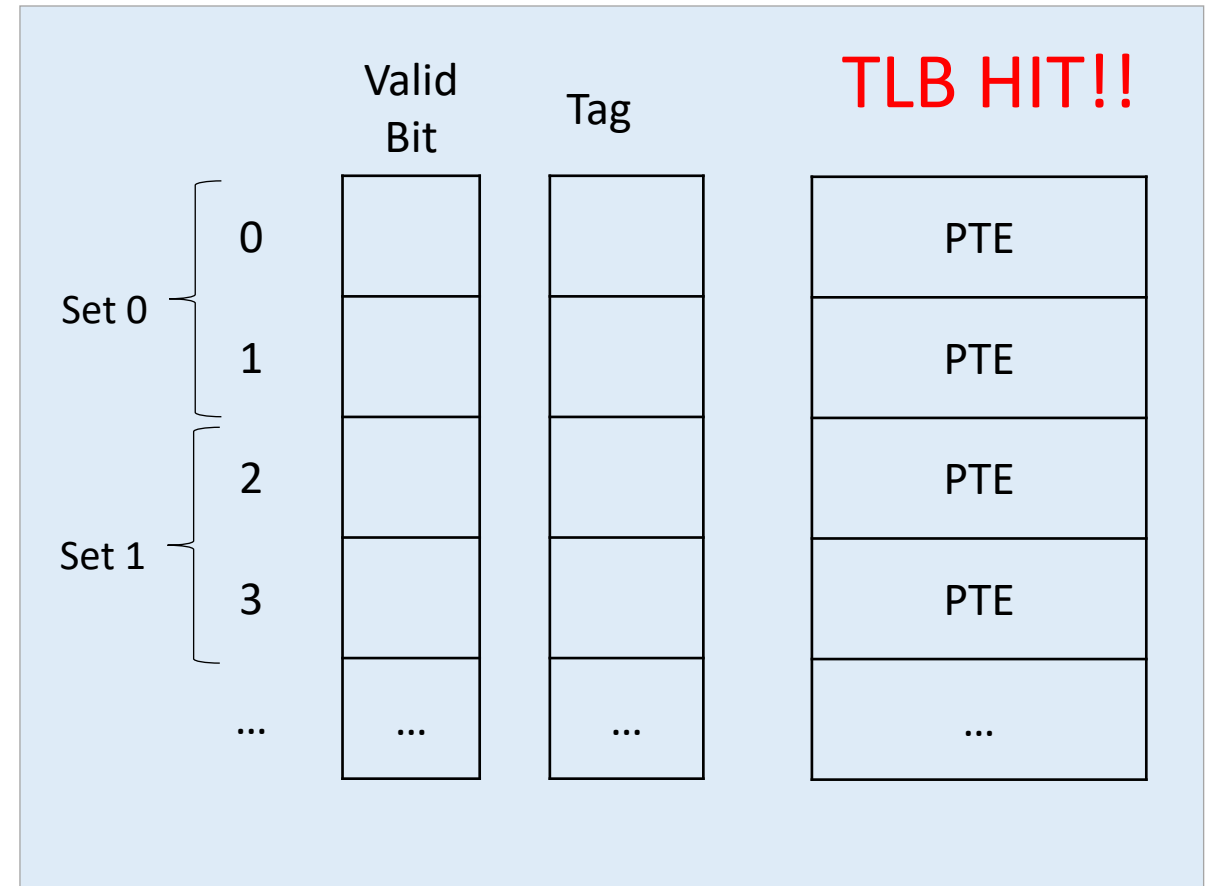 Valid
Bit
Tag
TLB HIT!!
Set 0
0
PTE
1
PTE
Set 1
2
PTE
3
PTE
... ... ... ...